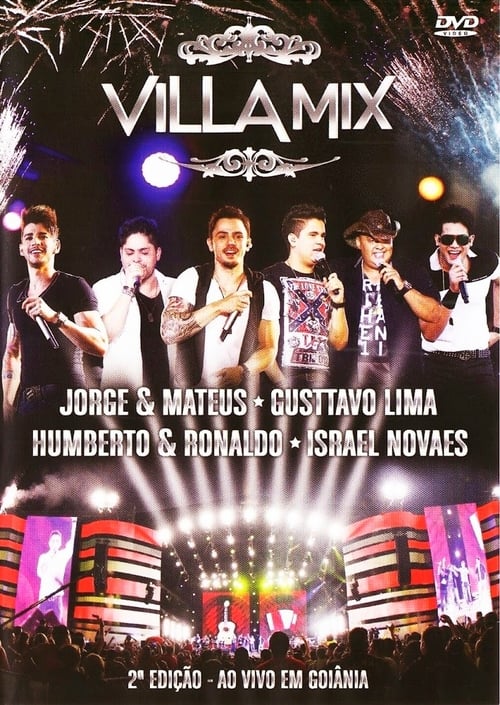 DVD
VIDEO
VILLA MIX
JORGE & MATEUS ★ GUSTTAVO LIMA
HUMBERTO & RONALDO ★ ISRAEL NOVAES
2ª EDIÇÃO - AO VIVO EM GOIÂNIA